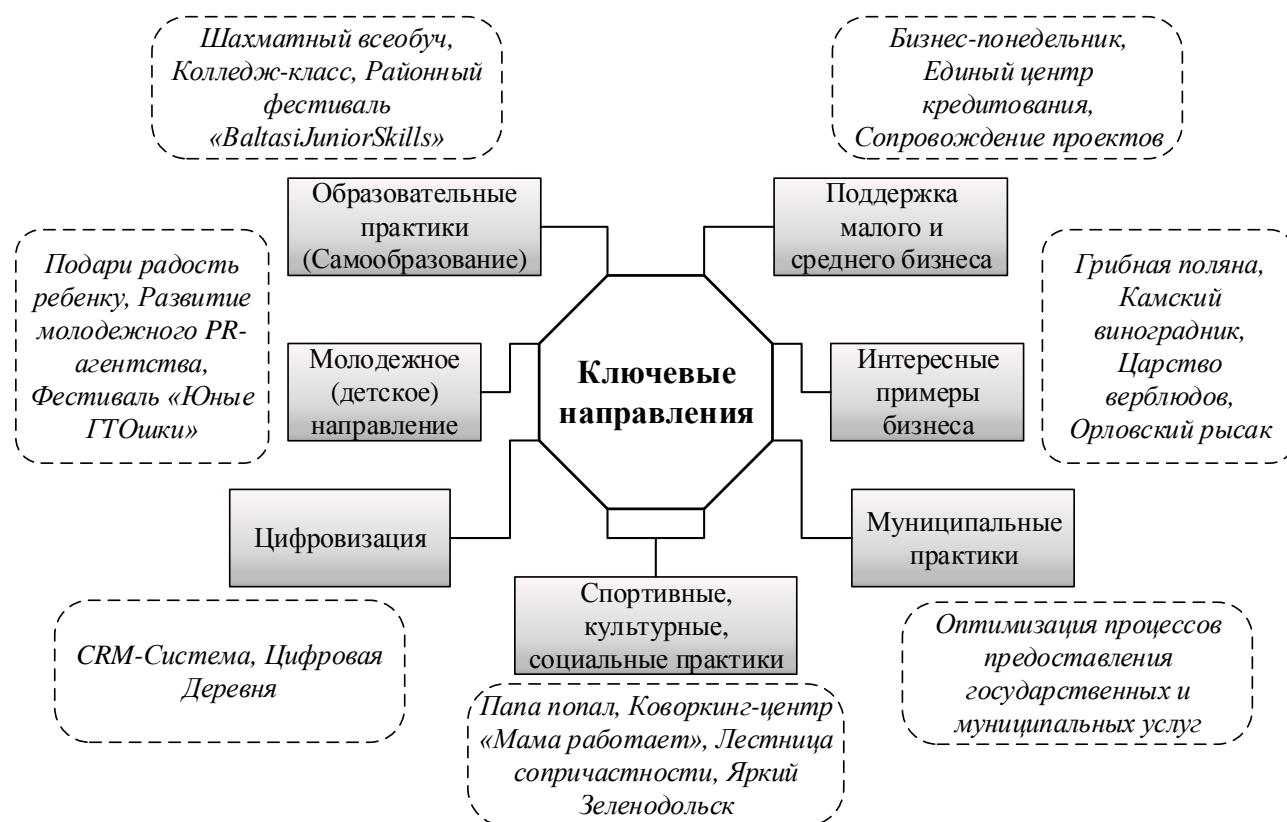 Шахматный всеобуч,
Колледж-класс, Районный
фестиваль
«BaltasiJuniorSkills»
Бизнес-понедельник,
Единый центр
кредитования,
Сопровождение проектов
Образовательные
практики
(Самообразование)
Поддержка
малого и
среднего бизнеса
Подари радость
ребенку, Развитие
молодежного PR-
агентства,
Фестиваль «Юные
ГТОшки»
Молодежное
(детское)
направление
Ключевые
направления
Интересные
примеры
бизнеса
Грибная поляна,
Камский
виноградник,
Царство
верблюдов,
Орловский рысак
Цифровизация
Муниципальные
практики
Спортивные,
культурные,
социальные практики
CRM-Система, Цифровая
Деревня
Папа попал, Коворкинг-центр
«Мама работает», Лестница
сопричастности, Яркий
Зеленодольск
Оптимизация процессов
предоставления
государственных и
муниципальных услуг